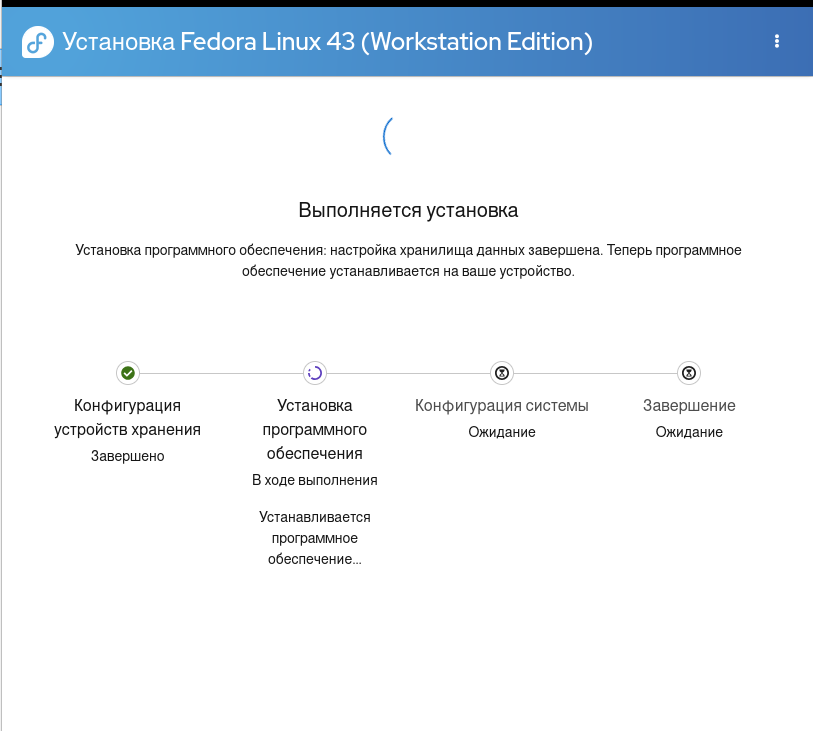 Установка Fedora Linux 43 (Workstation Edition)
Выполняется установка
Установка программного обеспечения: настройка хранилища данных завершена. Теперь программное
обеспечение устанавливается на ваше устройство.
Конфигурация
устройств хранения
Завершено
Установка
программного
обеспечения
В ходе выполнения
Устанавливается
программное
обеспечение...
Конфигурация системы
Ожидание
Завершение
Ожидание